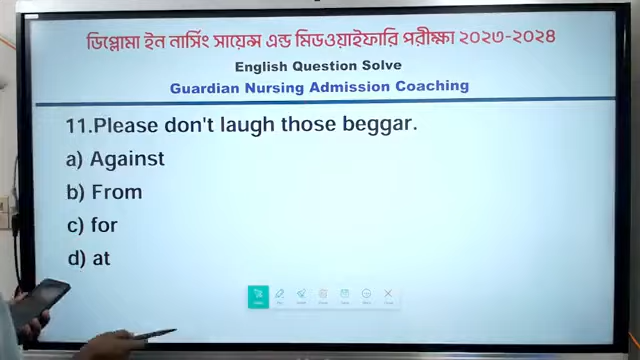 ডিপ্লোমা ইন নার্সিং সায়েন্স এন্ড মিডওয়াইফারি পরীক্ষা ২০২৩-২০২৪
English Question Solve
Guardian Nursing Admission Coaching
11.Please don't laugh those beggar.
a) Against
b) From
c) for
d) at